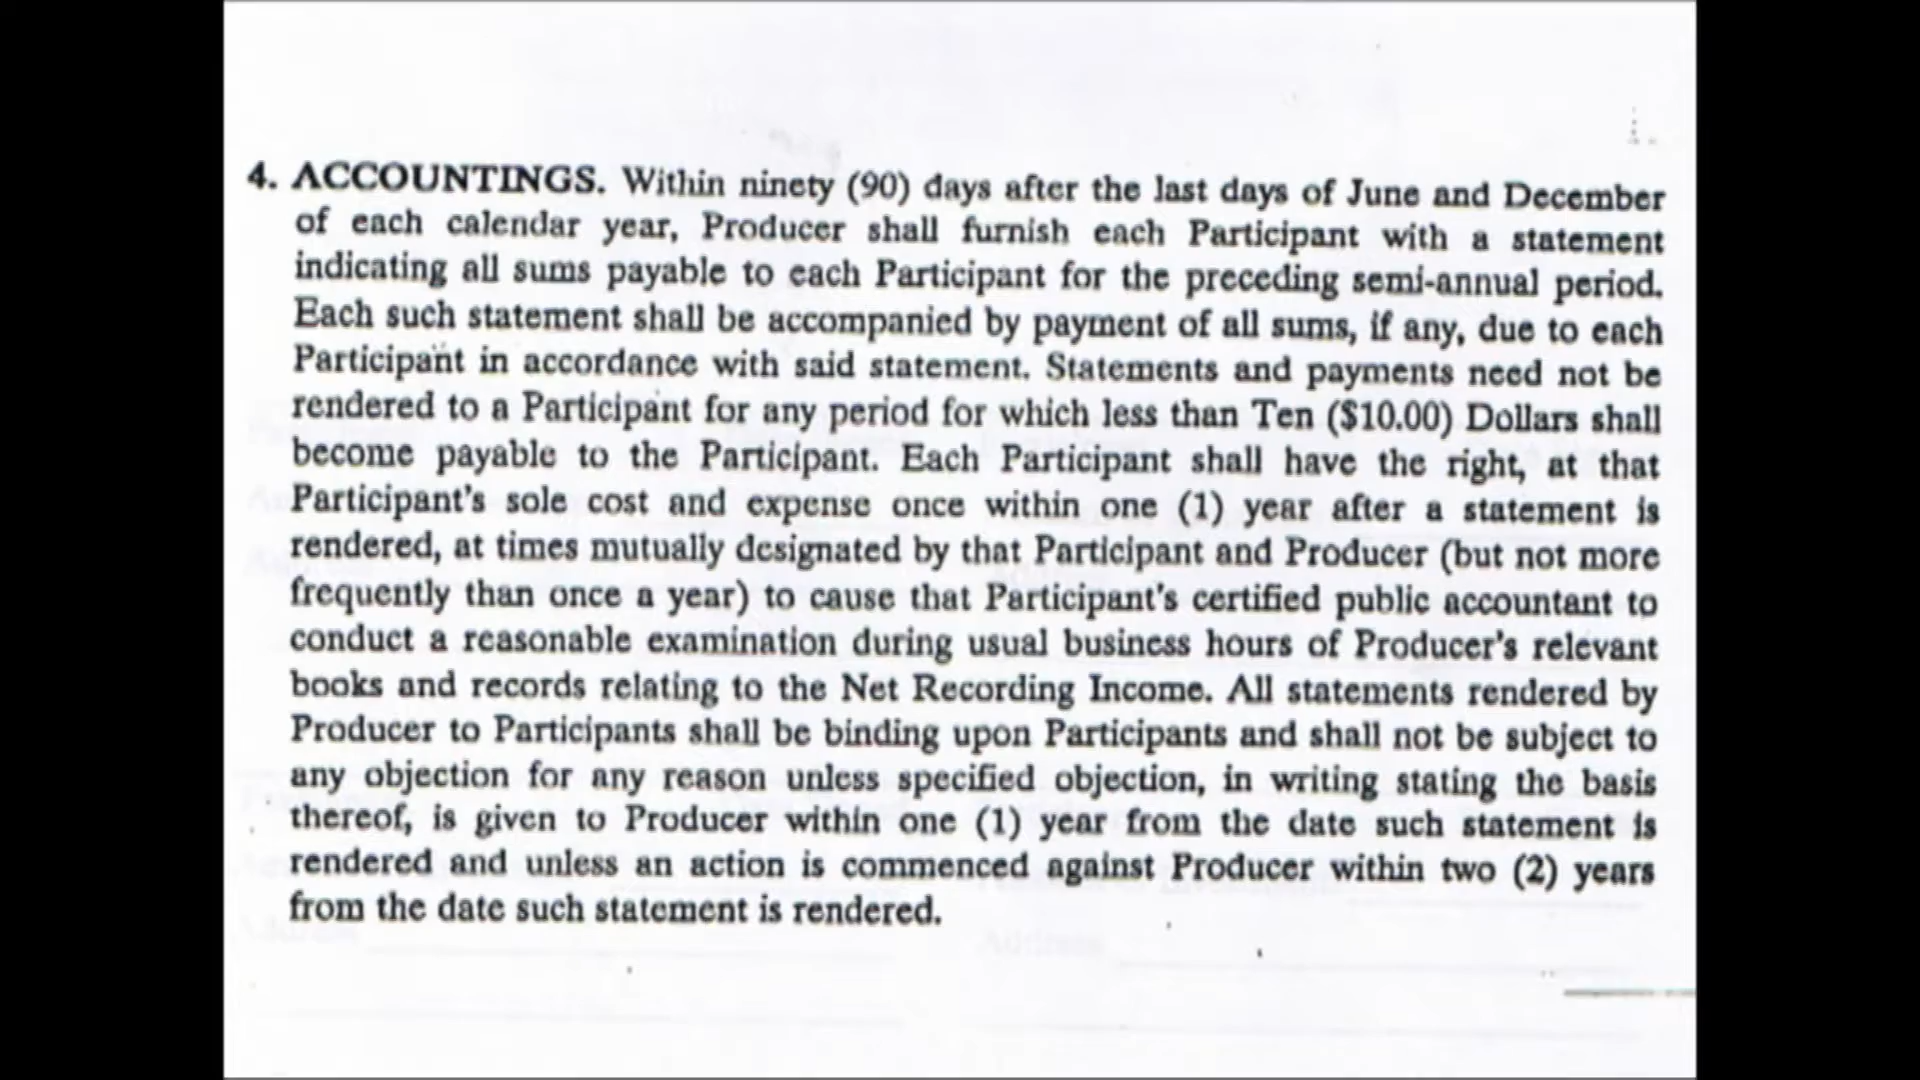 4. ACCOUNTINGS. Within ninety (90) days after the last days of June and December
of each calendar year, Producer shall furnish each Participant with a statement
indicating all sums payable to each Participant for the preceding semi-annual period.
Each such statement shall be accompanied by payment of all sums, if any, due to each
Participant in accordance with said statement. Statements and payments need not be
rendered to a Participant for any period for which less than Ten ($10.00) Dollars shall
become payable to the Participant. Each Participant shall have the right, at that
Participant's sole cost and expense once within one (1) year after a statement is
rendered, at times mutually designated by that Participant and Producer (but not more
frequently than once a year) to cause that Participant's certified public accountant to
conduct a reasonable examination during usual business hours of Producer's relevant
books and records relating to the Net Recording Income. All statements rendered by
Producer to Participants shall be binding upon Participants and shall not be subject to
any objection for any reason unless specified objection, in writing stating the basis
thereof, is given to Producer within one (1) year from the date such statement is
rendered and unless an action is commenced against Producer within two (2) years
from the date such statement is rendered.
Address